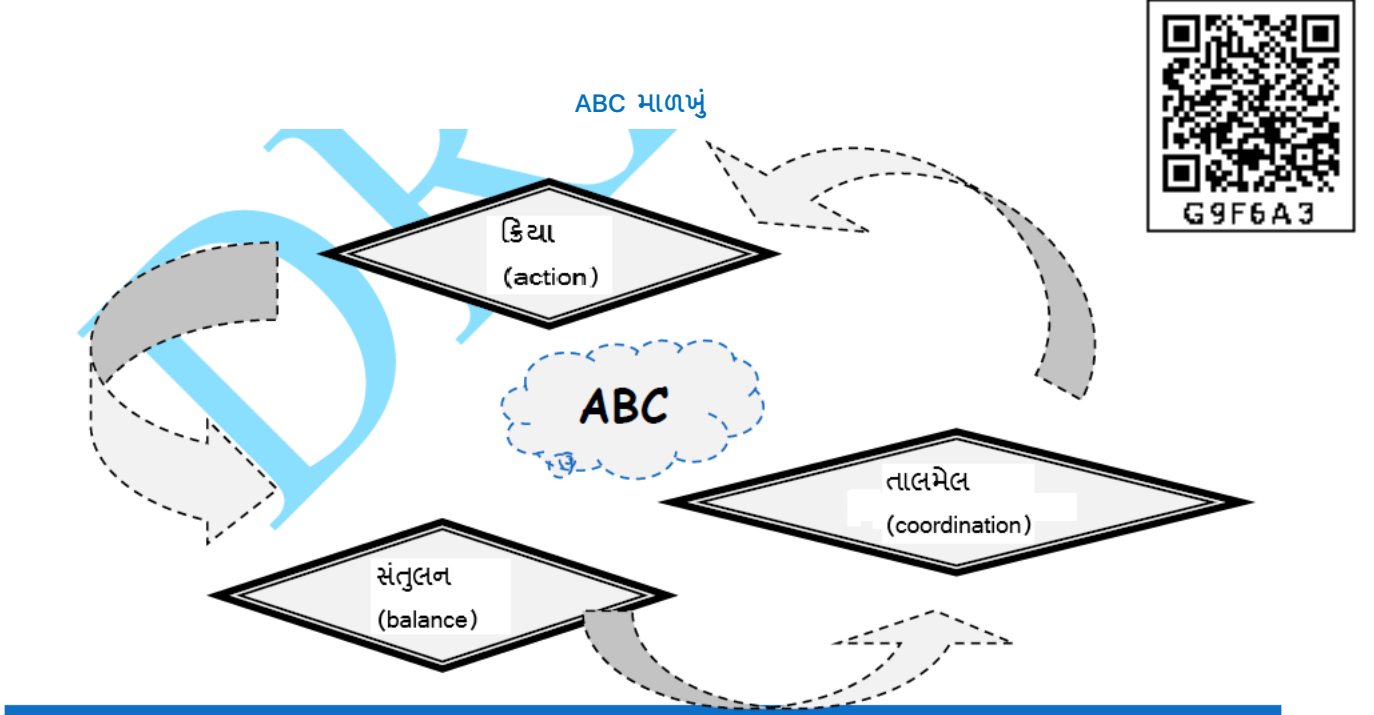 ABC માળખું
G9F6A3
ક્રિયા
(action)
ABC
તાલમેલ
(coordination)
સંતુલન
(balance)